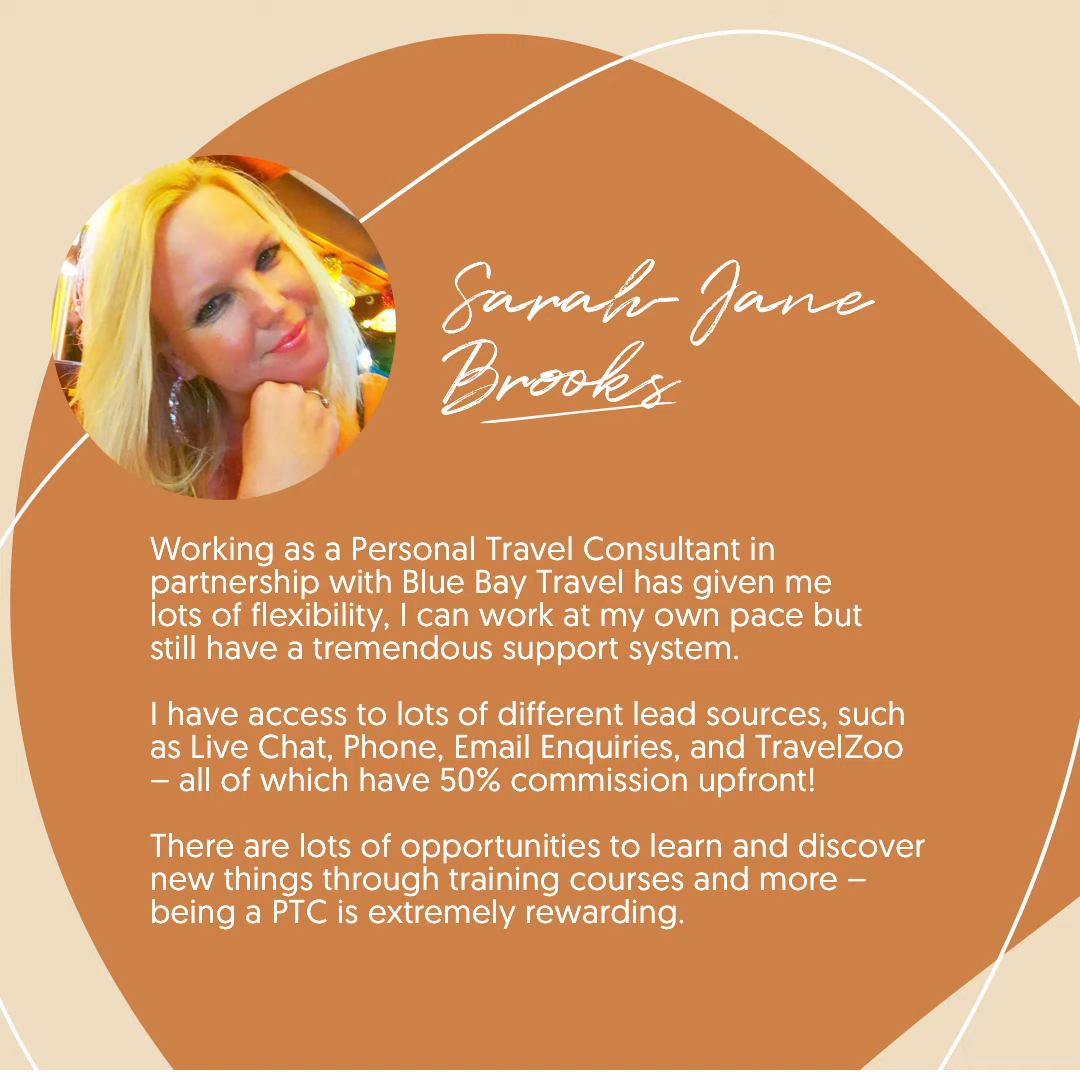 Sarah Jane
Brooks
Working as a Personal Travel Consultant in
partnership with Blue Bay Travel has given me
lots of flexibility, I can work at my own pace but
still have a tremendous support system.
I have access to lots of different lead sources, such
as Live Chat, Phone, Email Enquiries, and TravelZoo
– all of which have 50% commission upfront!
There are lots of opportunities to learn and discover
new things through training courses and more –
being a PTC is extremely rewarding.